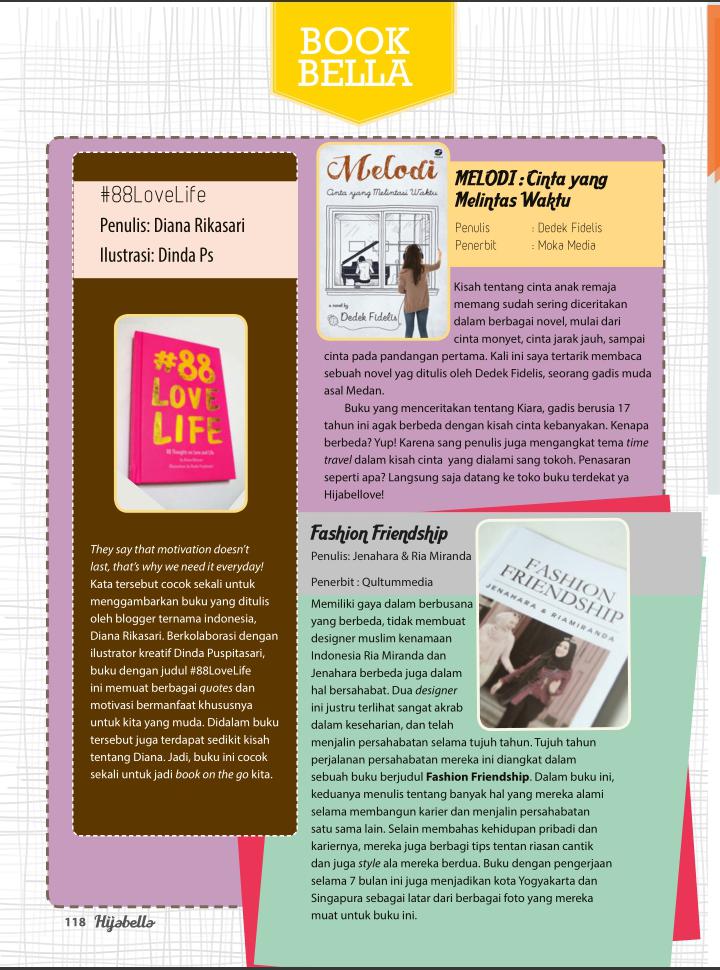 BOOK
BELLA
#88LoveLife
Penulis: Diana Rikasari
Ilustrasi: Dinda Ps
#88
LOVE
LIFE
88 Thoughts on Love and Life
They say that motivation doesn't
last, that's why we need it everyday!
Kata tersebut cocok sekali untuk
menggambarkan buku yang ditulis
oleh blogger ternama indonesia,
Diana Rikasari. Berkolaborasi dengan
ilustrator kreatif Dinda Puspitasari,
buku dengan judul #88LoveLife
ini memuat berbagai quotes dan
motivasi bermanfaat khususnya
untuk kita yang muda. Didalam buku
tersebut juga terdapat sedikit kisah
tentang Diana. Jadi, buku ini cocok
sekali untuk jadi book on the go kita.
Melodi
Cinta yang Melintasi Waktu
a novel by
Dedek Fidelis
MELODI : Cinta yang
Melintas Waktu
Penulis : Dedek Fidelis
Penerbit : Moka Media
Kisah tentang cinta anak remaja
memang sudah sering diceritakan
dalam berbagai novel, mulai dari
cinta monyet, cinta jarak jauh, sampai
cinta pada pandangan pertama. Kali ini saya tertarik membaca
sebuah novel yag ditulis oleh Dedek Fidelis, seorang gadis muda
asal Medan.
Buku yang menceritakan tentang Kiara, gadis berusia 17
tahun ini agak berbeda dengan kisah cinta kebanyakan. Kenapa
berbeda? Yup! Karena sang penulis juga mengangkat tema time
travel dalam kisah cinta yang dialami sang tokoh. Penasaran
seperti apa? Langsung saja datang ke toko buku terdekat ya
Hijabellove!
Fashion Friendship
Penulis: Jenahara & Ria Miranda
Penerbit : Qultummedia
FASHION
FRIENDSHIP
JENAHARA & RIAMIRANDA
Memiliki gaya dalam berbusana
yang berbeda, tidak membuat
designer muslim kenamaan
Indonesia Ria Miranda dan
Jenahara berbeda juga dalam
hal bersahabat. Dua designer
ini justru terlihat sangat akrab
dalam keseharian, dan telah
menjalin persahabatan selama tujuh tahun. Tujuh tahun
perjalanan persahabatan mereka ini diangkat dalam
sebuah buku berjudul Fashion Friendship. Dalam buku ini,
keduanya menulis tentang banyak hal yang mereka alami
selama membangun karier dan menjalin persahabatan
satu sama lain. Selain membahas kehidupan pribadi dan
kariernya, mereka juga berbagi tips tentan riasan cantik
dan juga style ala mereka berdua. Buku dengan pengerjaan
selama 7 bulan ini juga menjadikan kota Yogyakarta dan
Singapura sebagai latar dari berbagai foto yang mereka
muat untuk buku ini.
118 Hijabella